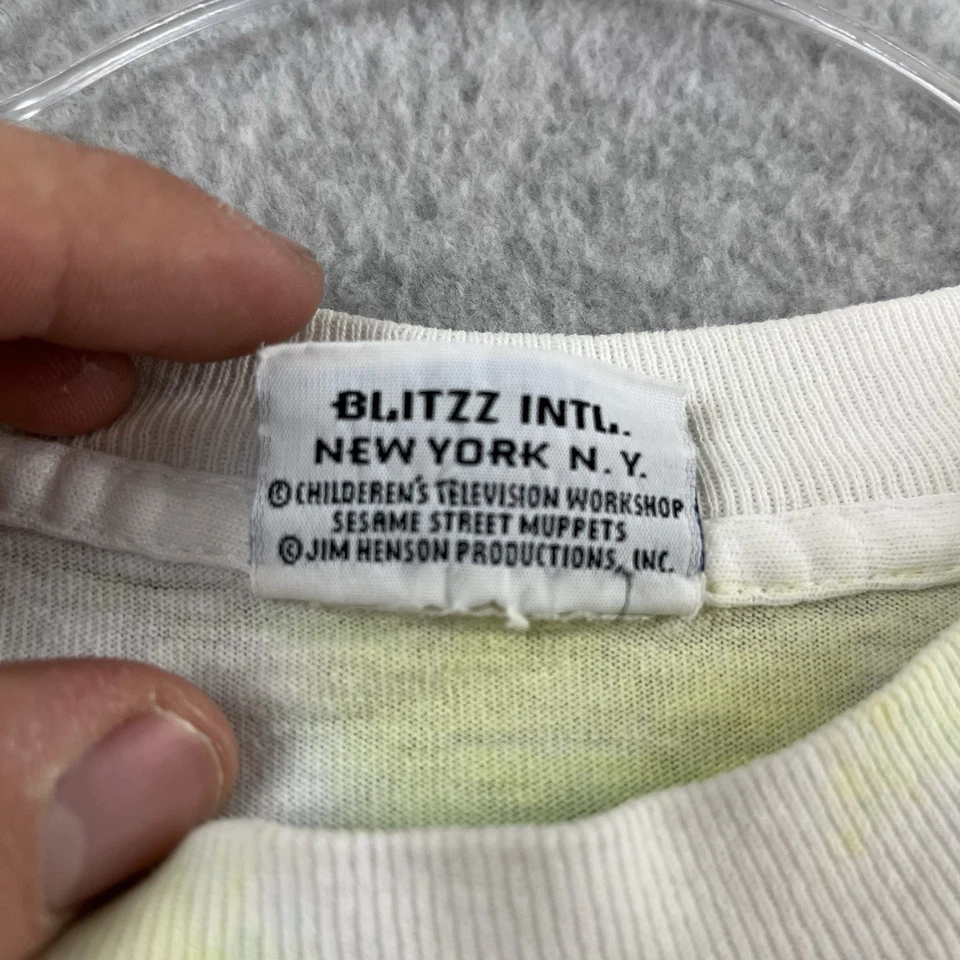 BLITZZ INTL.
NEW YORK N.Y.
©CHILDEREN'S TELEVISION WORKSHOP
SESAME STREET MUPPETS
©JIM HENSON PRODUCTIONS, INC.